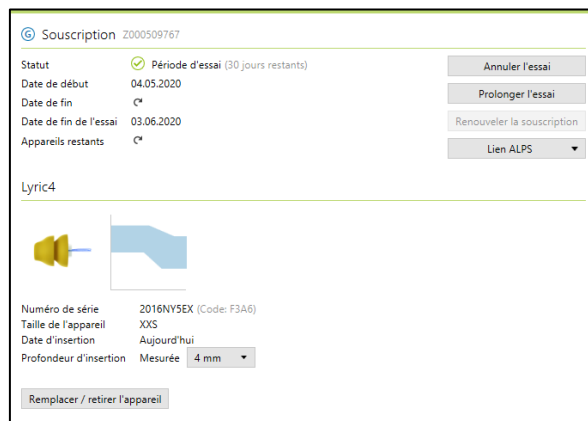 G Souscription Z000509767
Statut Période d'essai (30 jours restants) Annuler l'essai
Date de début 04.05.2020
Date de fin Prolonger l'essai
Date de fin de l'essai 03.06.2020 Renouveler la souscription
Appareils restants Lien ALPS
Lyric4
Numéro de série 2016NY5EX (Code: F3A6)
Taille de l'appareil XXS
Date d'insertion Aujourd'hui
Profondeur d'insertion Mesurée 4 mm
Remplacer / retirer l'appareil